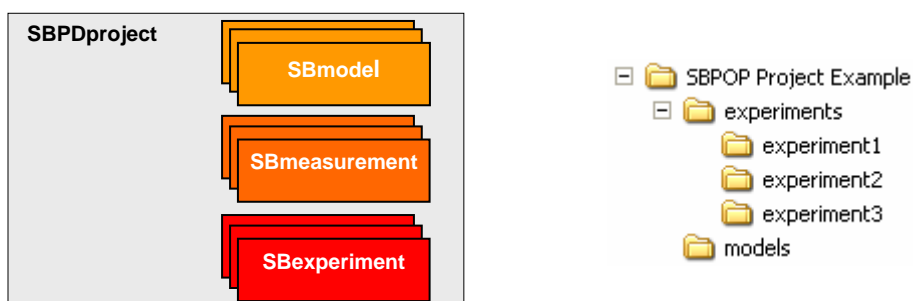 SBPDproject
SBmodel
SBmeasurement
SBexperiment
SBPOP Project Example
experiments
experiment1
experiment2
experiment3
models